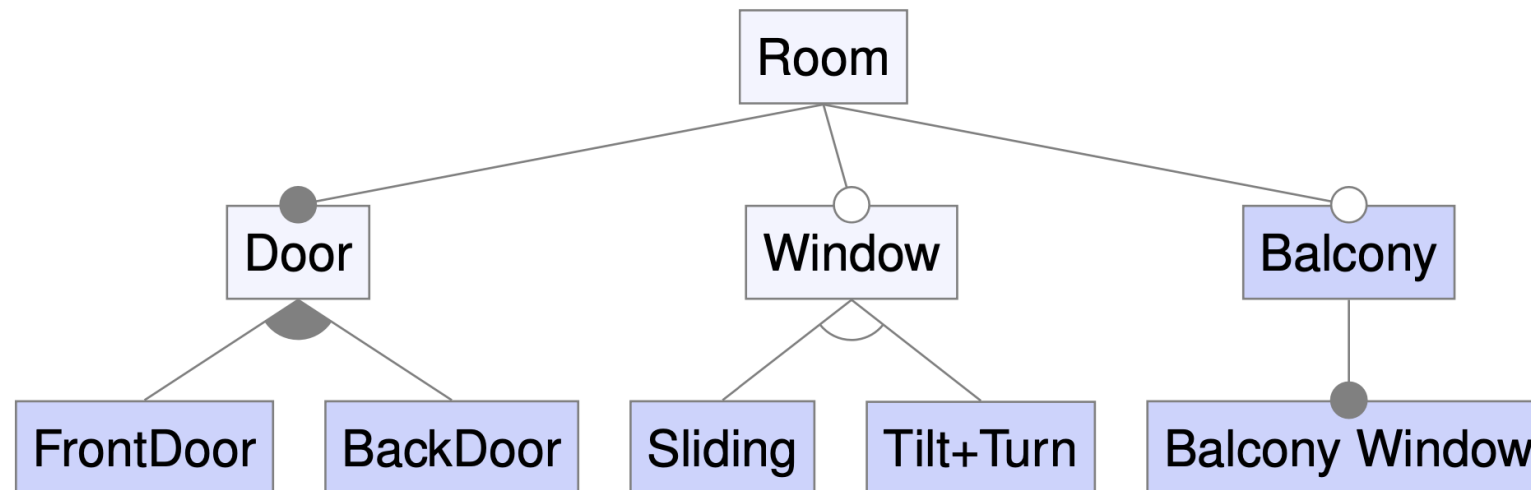 Room
Door
Window
Balcony
FrontDoor
BackDoor
Sliding
Tilt+Turn
Balcony Window